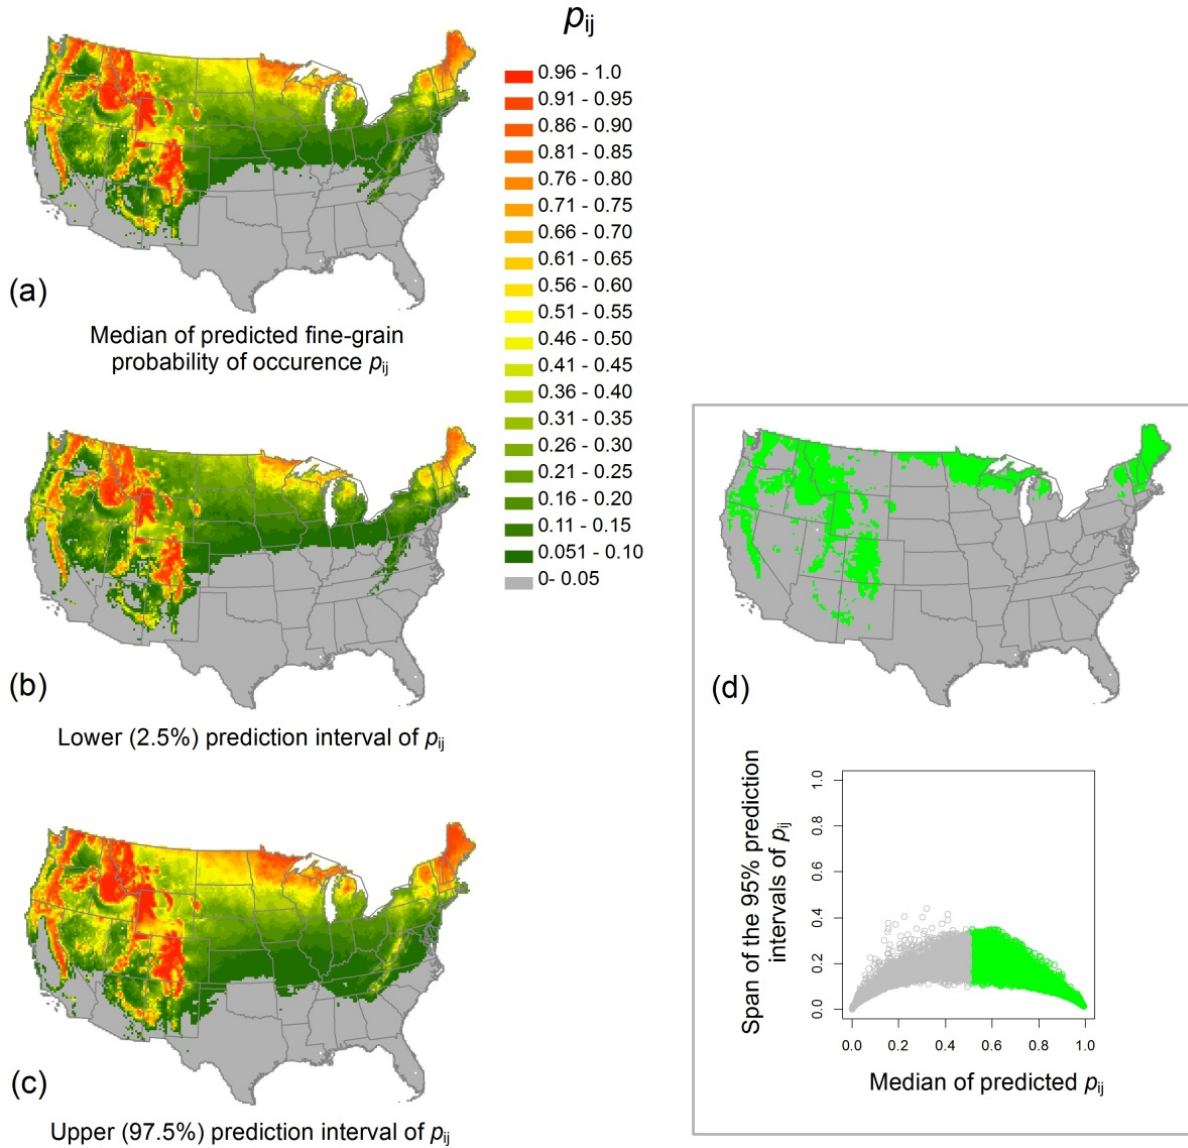 pij
0.96 - 1.0
0.91 - 0.95
0.86 - 0.90
0.81 - 0.85
0.76 - 0.80
0.71 - 0.75
0.66 - 0.70
0.61 - 0.65
0.56 - 0.60
0.51 - 0.55
0.46 - 0.50
0.41 - 0.45
0.36 - 0.40
0.31 - 0.35
0.26 - 0.30
0.21 - 0.25
0.16 - 0.20
0.11 - 0.15
0.051 - 0.10
0- 0.05
(a)
Median of predicted fine-grain
probability of occurence pij
(b)
Lower (2.5%) prediction interval of pij
(c)
Upper (97.5%) prediction interval of pij
(d)
Span of the 95% prediction
intervals of pij
1.0
0.8
0.6
0.4
0.2
0.0
0.0 0.2 0.4 0.6 0.8 1.0
Median of predicted pij